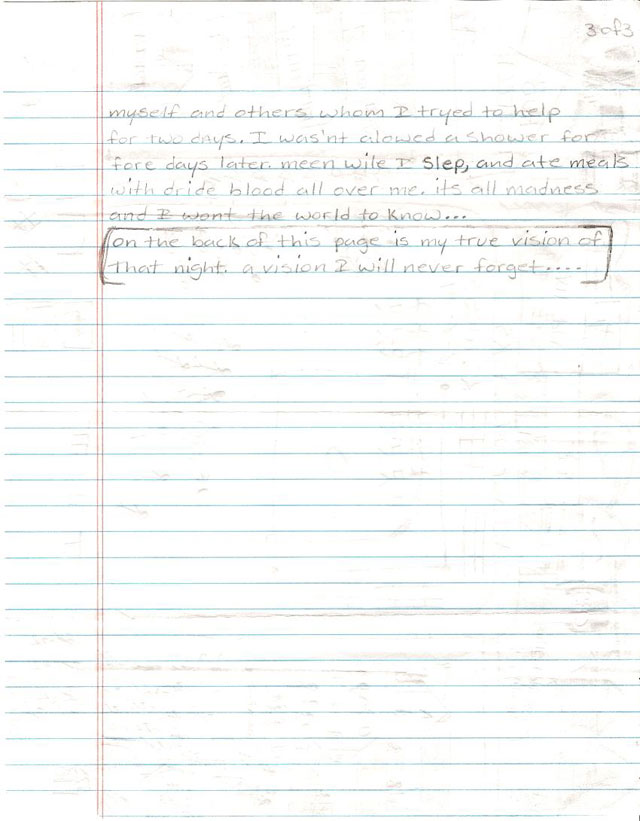 3 of 3
myself and others whom I tryed to help
for two days. I was'nt alowed a shower for
fore days later. meen wile I Slep, and ate meals
with dride blood all over me. its all madness
and I wont the world to know...
on the back of this page is my true vision of
that night. a vision I will never forget....